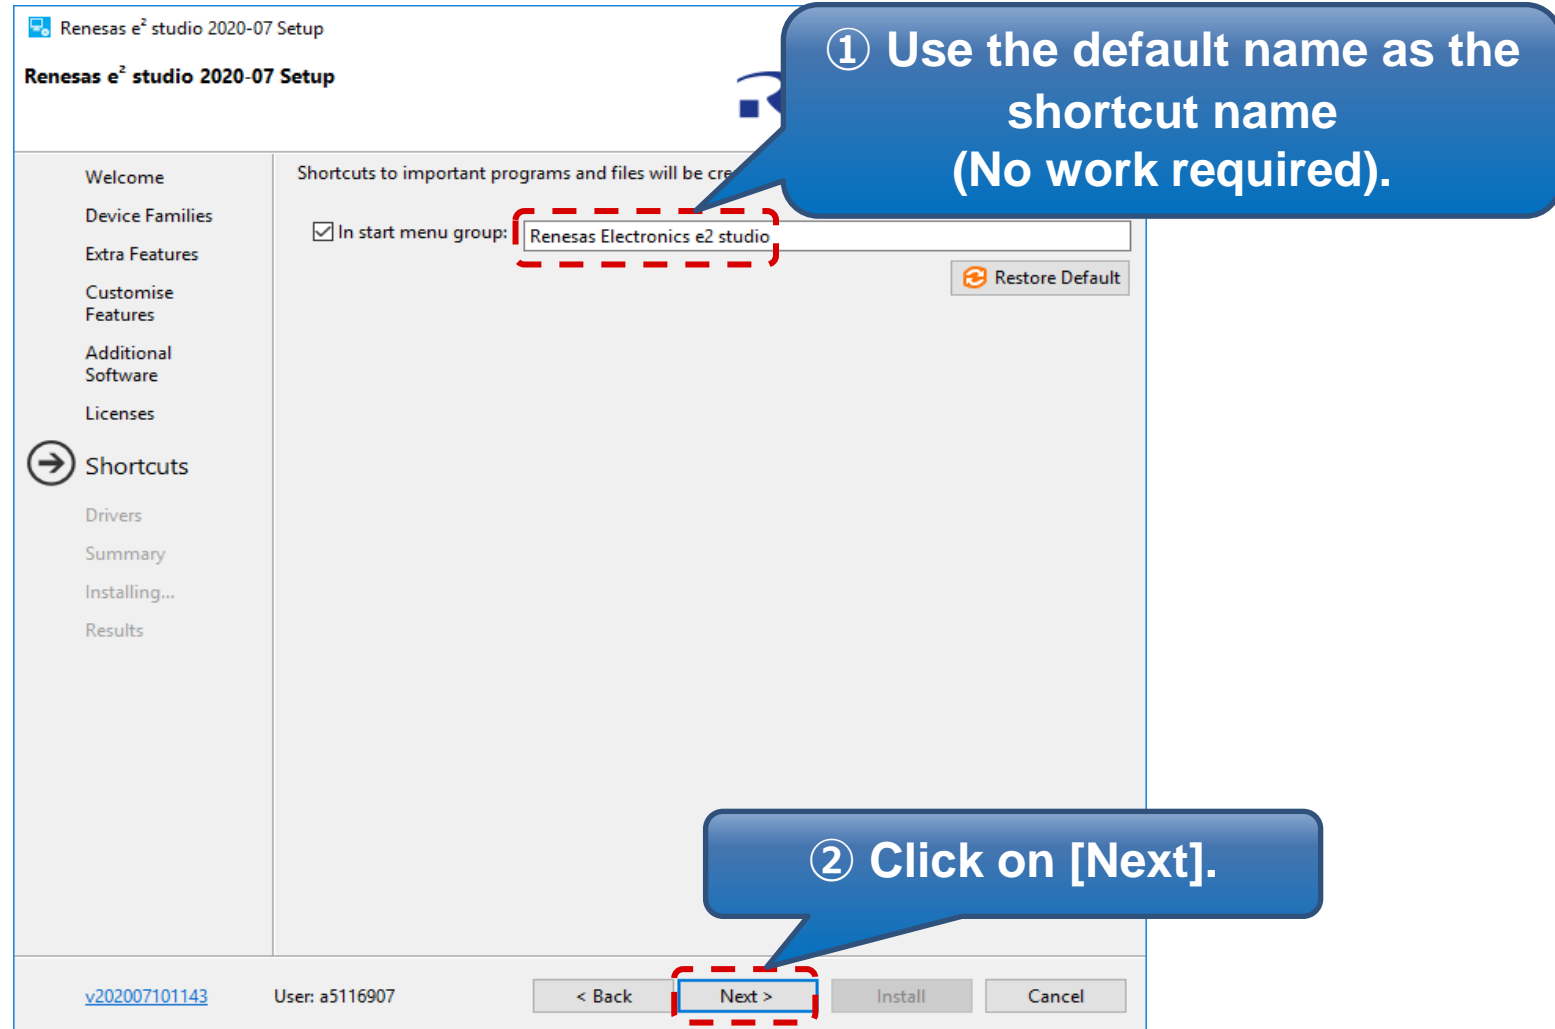 Renesas e² studio 2020-07 Setup
Renesas e² studio 2020-07 Setup
① Use the default name as the
shortcut name
(No work required).
Welcome
Device Families
Extra Features
Customise
Features
Additional
Software
Licenses
Shortcuts
Drivers
Summary
Installing...
Results
Shortcuts to important programs and files will be
In start menu group:
Renesas Electronics e2 studio
Restore Default
② Click on [Next].
v202007101143
User: a5116907
< Back
Next >
Install
Cancel